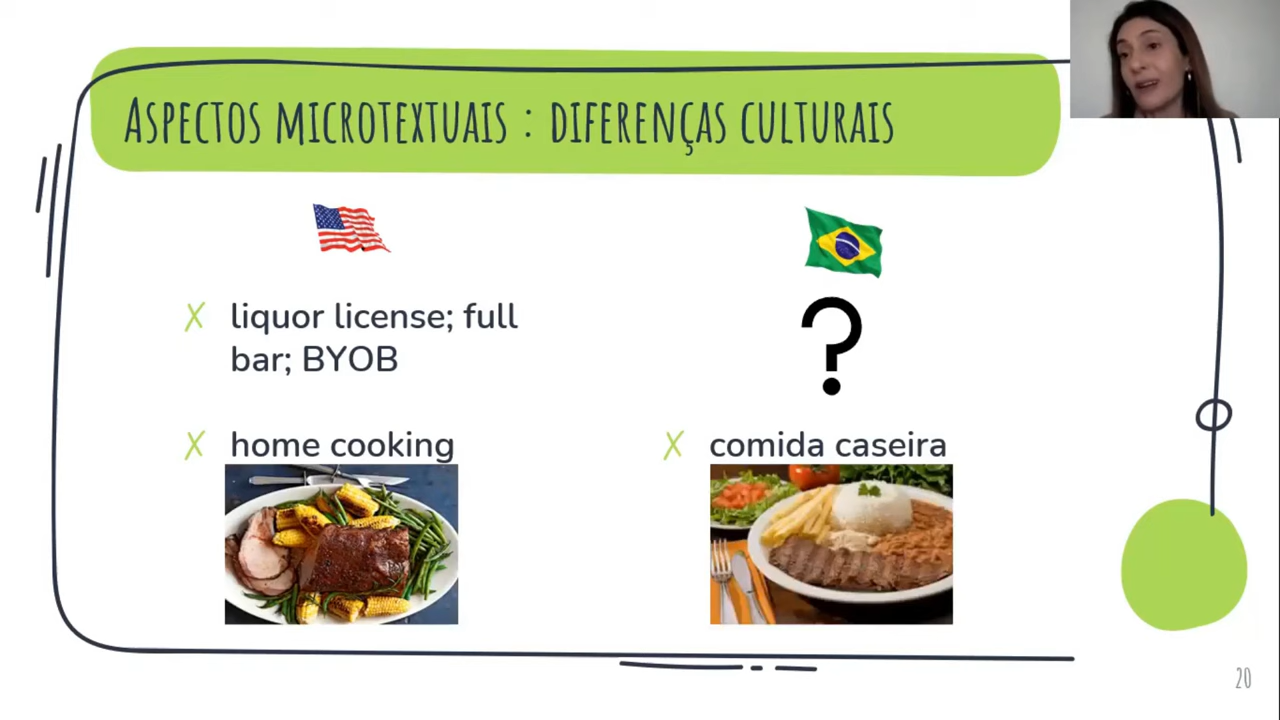 Aspectos microtextuais : diferenças culturais
liquor license; full
bar; BYOB
?
home cooking
comida caseira
20